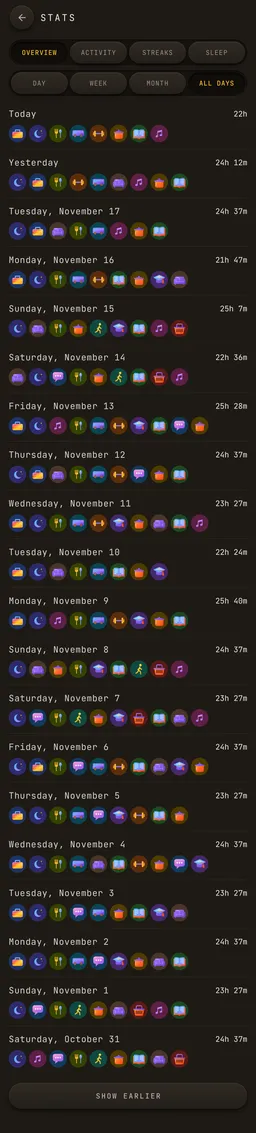 STATS
OVERVIEW ACTIVITY STREAKS SLEEP
DAY WEEK MONTH ALL DAYS
Today 22h
Yesterday 24h 12m
Tuesday, November 17 24h 37m
Monday, November 16 21h 47m
Sunday, November 15 25h 7m
Saturday, November 14 22h 36m
Friday, November 13 25h 28m
Thursday, November 12 24h 37m
Wednesday, November 11 23h 27m
Tuesday, November 10 22h 24m
Monday, November 9 25h 40m
Sunday, November 8 24h 37m
Saturday, November 7 23h 27m
Friday, November 6 24h 37m
Thursday, November 5 23h 27m
Wednesday, November 4 24h 37m
Tuesday, November 3 23h 27m
Monday, November 2 24h 37m
Sunday, November 1 23h 27m
Saturday, October 31 24h 37m
SHOW EARLIER